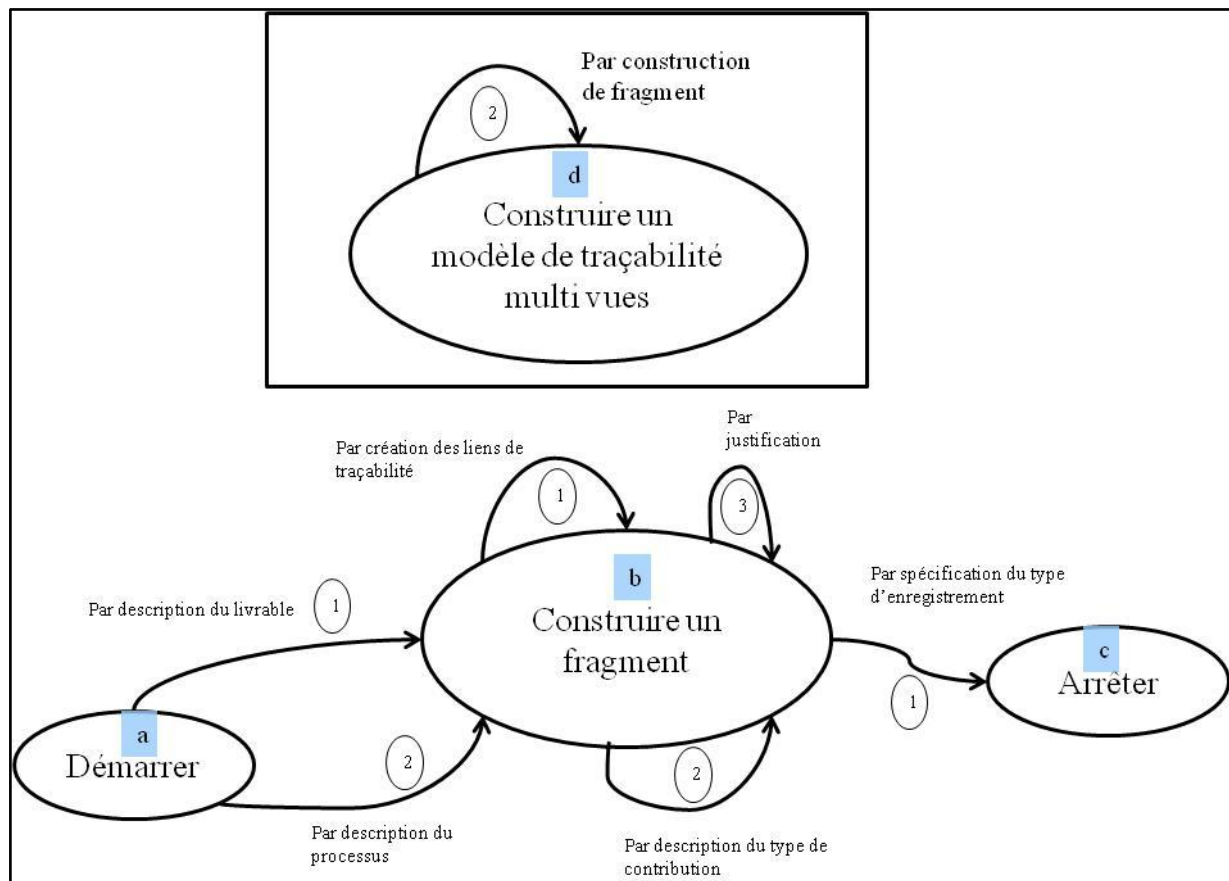 Par construction
de fragment
2
d
Construire un
modèle de traçabilité
multi vues
Par création des liens de
traçabilité
1
Par
justification
3
b
Construire un
fragment
Par description du livrable
1
Par spécification du type
d'enregistrement
1
c
Arrêter
a
Démarrer
2
Par description du
processus
2
Par description du type de
contribution